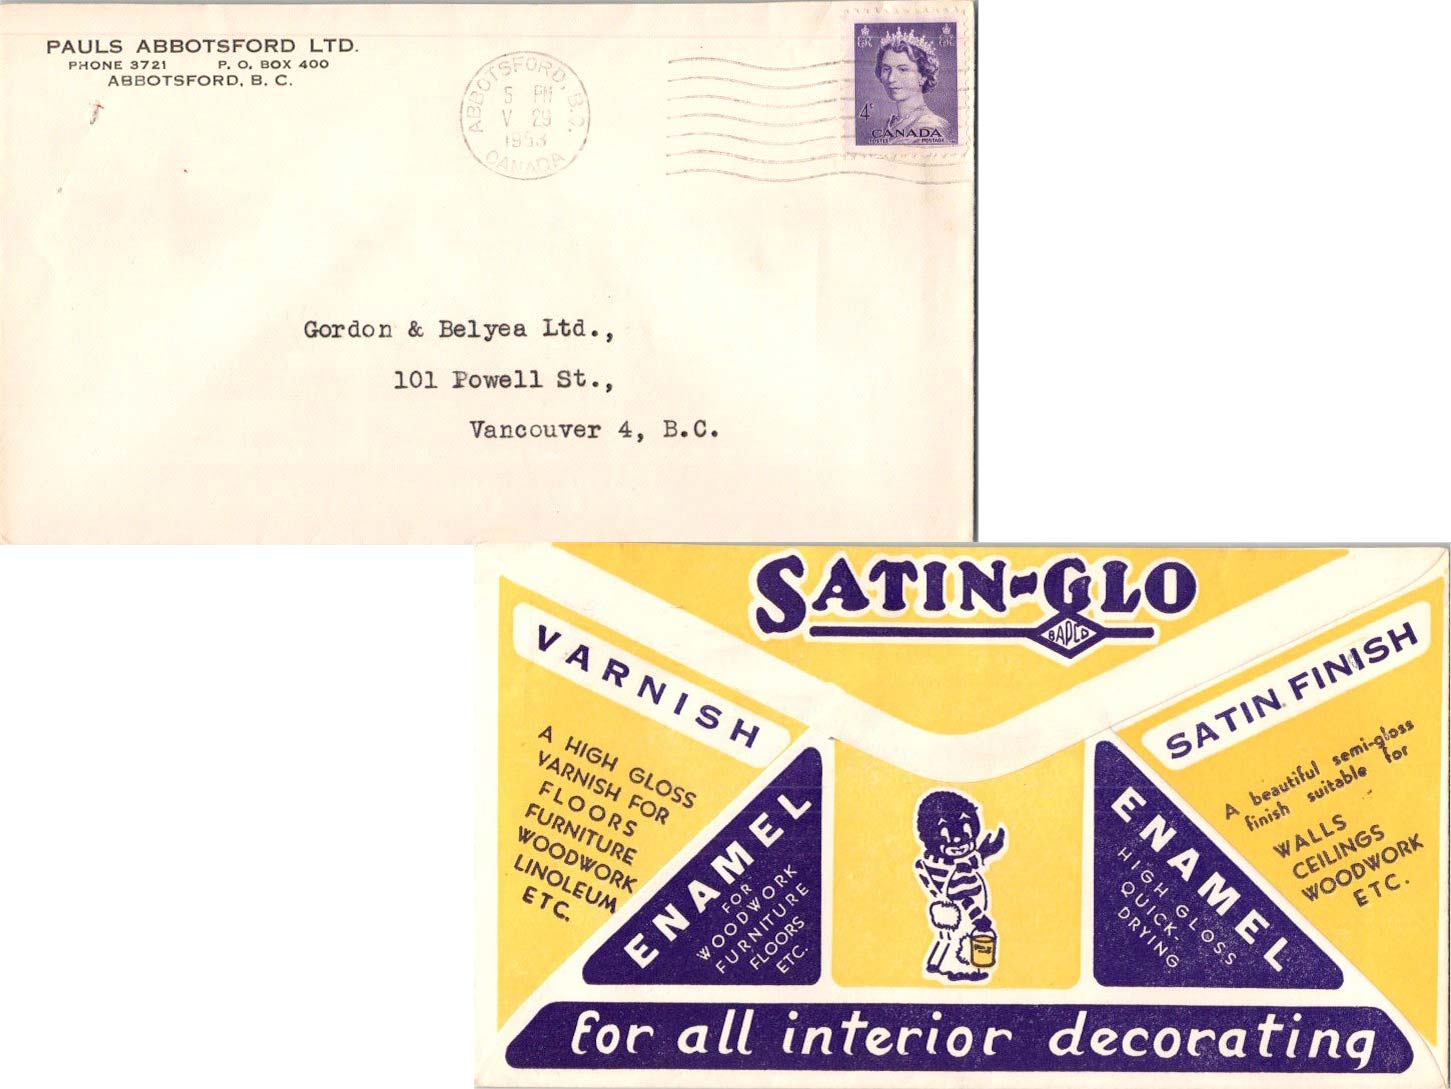 PAULS ABBOTSFORD LTD.
PHONE 3721 P. O. BOX 400
ABBOTSFORD, B. C.
ABBOTSFORD, B.C.
5 PM
V 29
1953
CANADA
4c
CANADA
POSTES POSTAGE
Gordon & Belyea Ltd.,
101 Powell St.,
Vancouver 4, B.C.
SATIN-GLO
BAPCO
VARNISH
A HIGH GLOSS
VARNISH FOR
FLOORS
FURNITURE
WOODWORK
LINOLEUM
ETC.
ENAMEL
FOR
WOODWORK
FURNITURE
FLOORS
ETC.
ENAMEL
HIGH GLOSS
QUICK-
DRYING
SATIN FINISH
A beautiful semi-gloss
finish suitable for
WALLS
CEILINGS
WOODWORK
ETC.
for all interior decorating